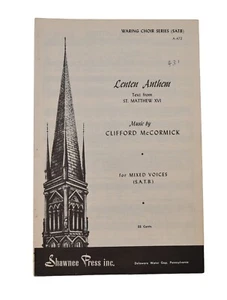 WARING CHOIR SERIES (SATB)
Lenten Anthem
Text from
ST. MATTHEW XVI
Music by
CLIFFORD McCORMICK
For MIXED VOICES
(S.A.T.B.)
Shawnee Press inc.
Delaware Water Gap, Pennsylvania